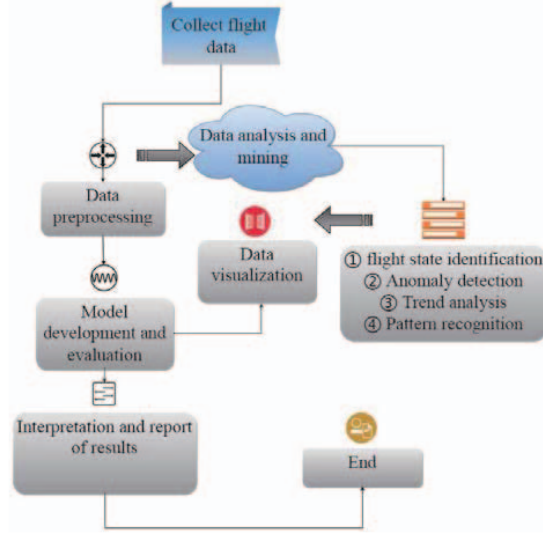 Collect flight
data
Data analysis and
mining
Data
preprocessing
① flight state identification
② Anomaly detection
③ Trend analysis
④ Pattern recognition
Data
visualization
Model
development and
evaluation
Interpretation and report
of results
End